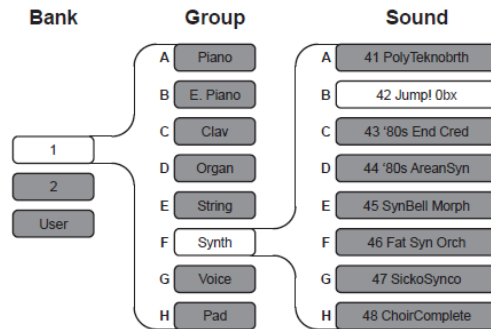 Bank Group Sound
A Piano A 41 PolyTeknobrth
B E. Piano B 42 Jump! 0bx
C Clav C 43 '80s End Cred
1
D Organ D 44 '80s AreanSyn
2
E String E 45 SynBell Morph
User
F Synth F 46 Fat Syn Orch
G Voice G 47 SickoSynco
H Pad H 48 ChoirComplete